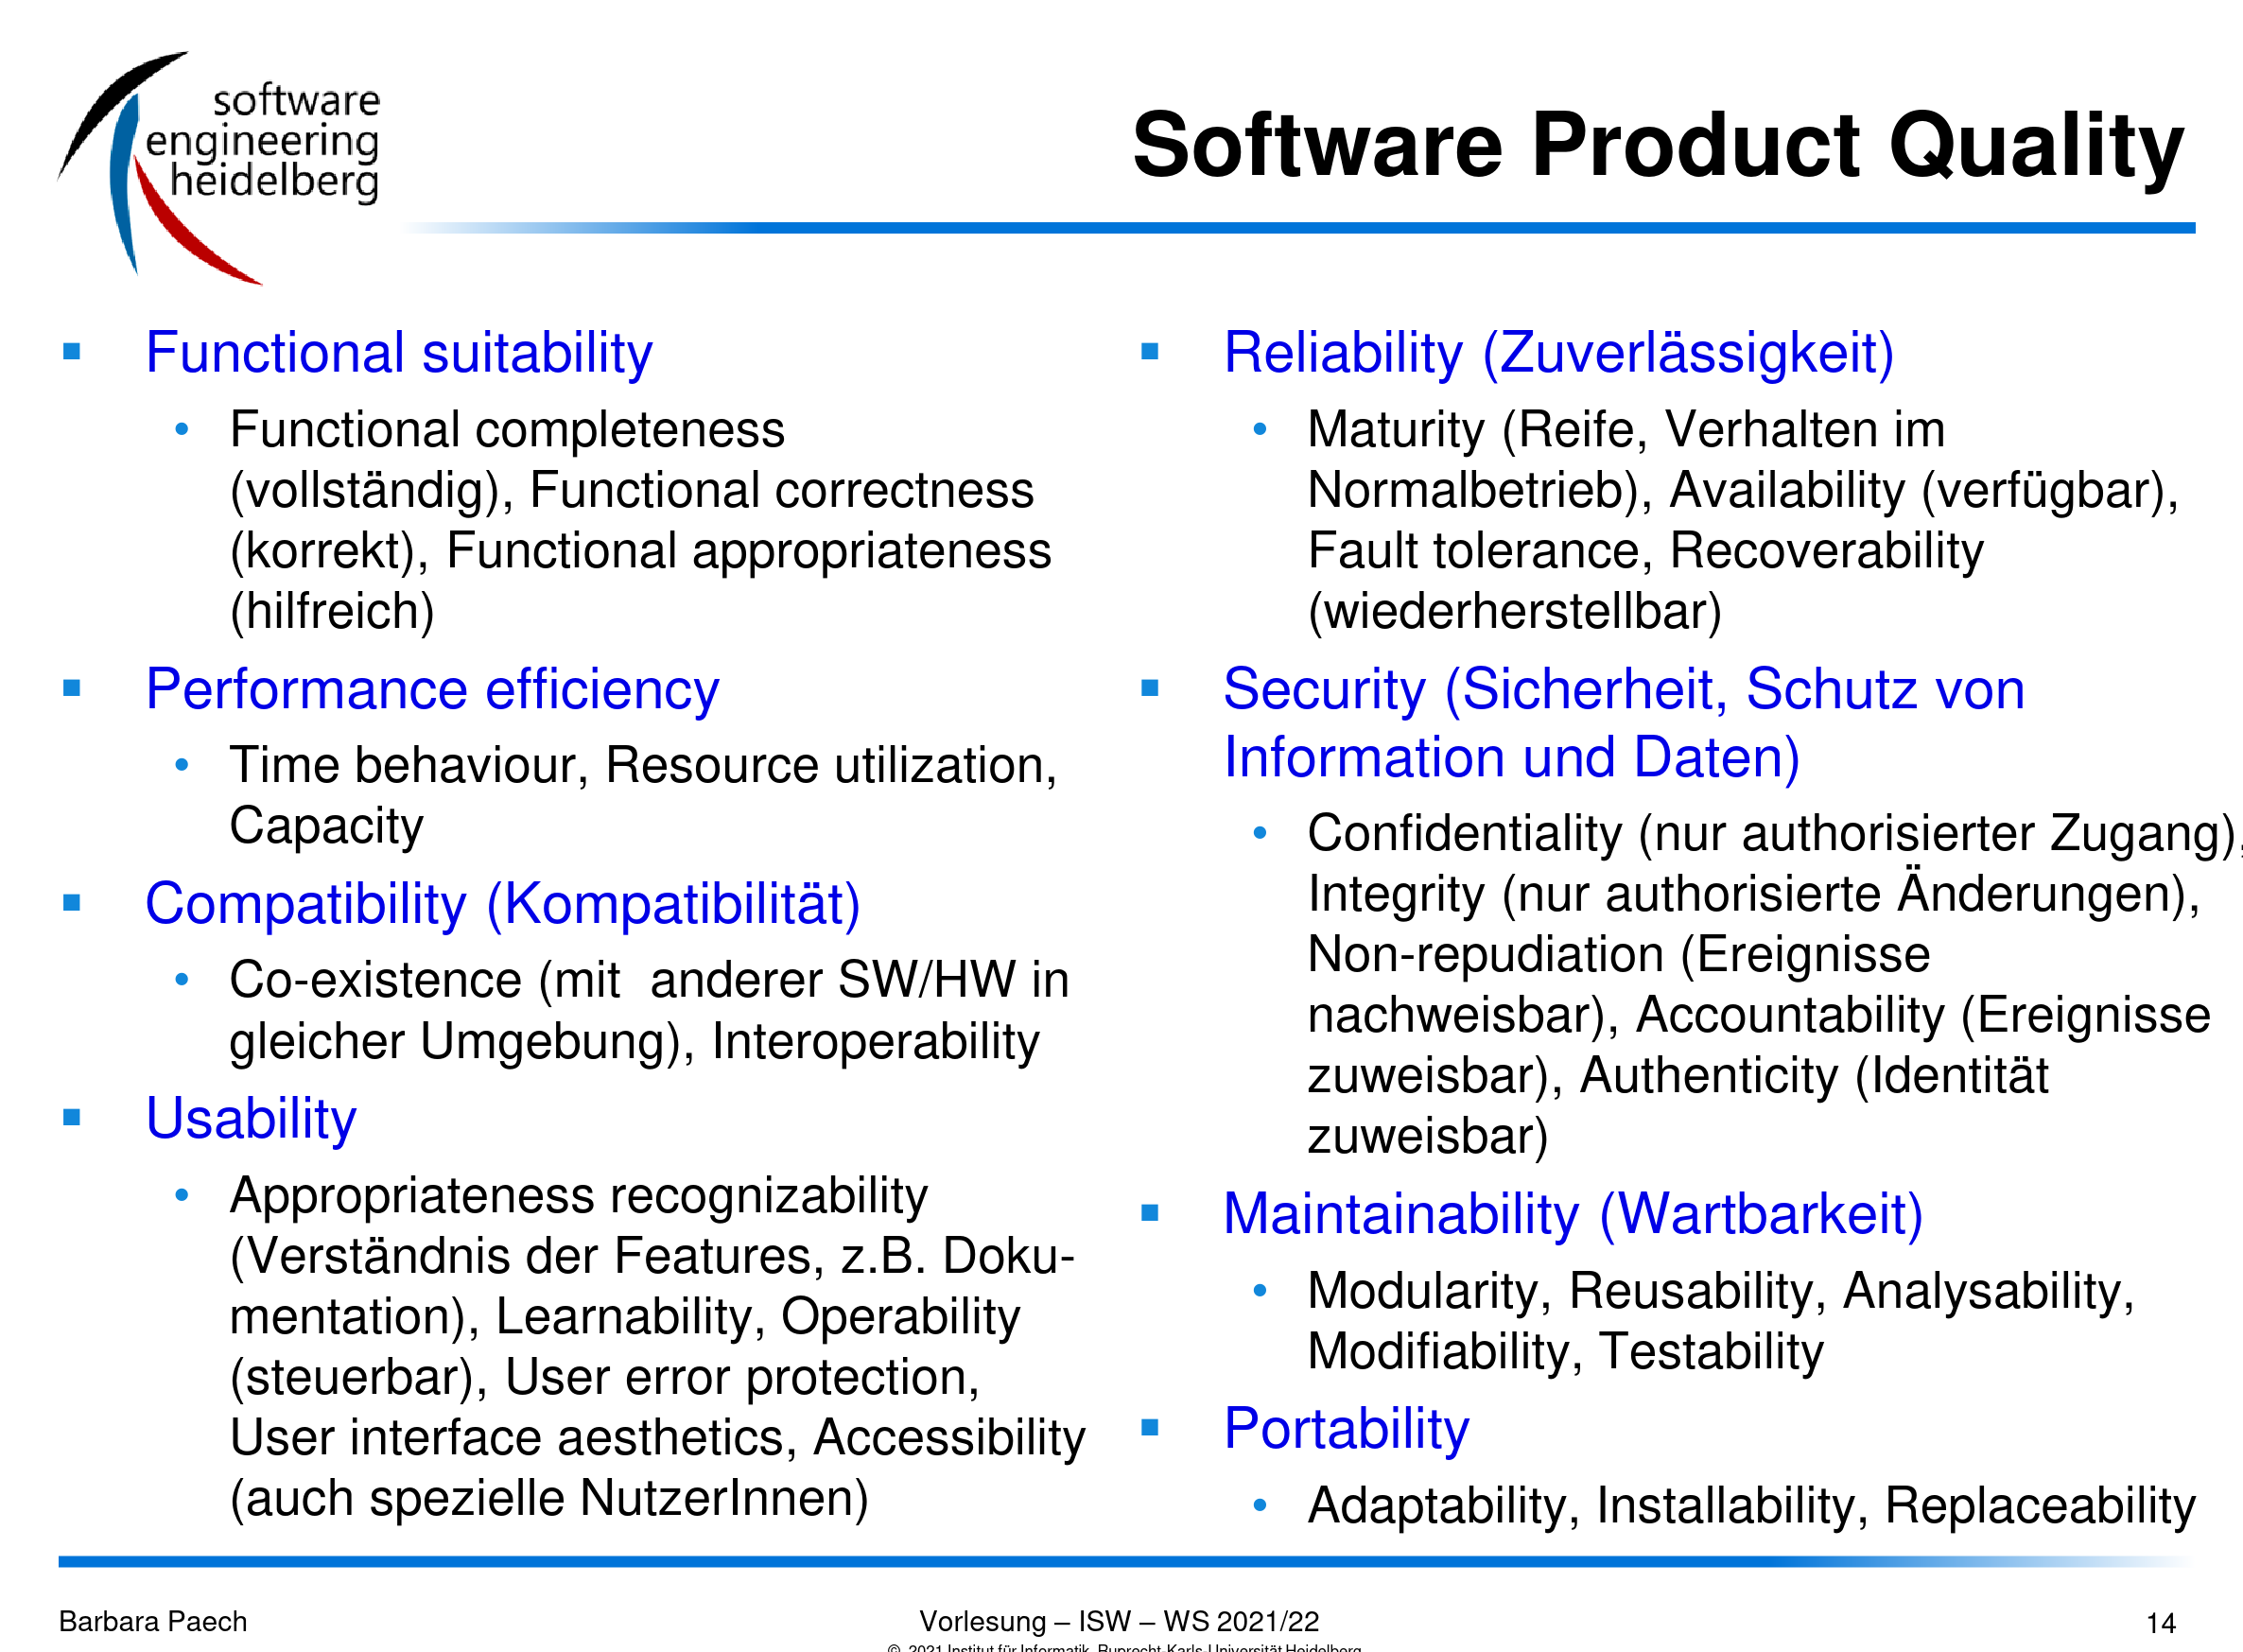 software
engineering
heidelberg
Software Product Quality
Functional suitability
Functional completeness
(vollständig), Functional correctness
(korrekt), Functional appropriateness
(hilfreich)
Performance efficiency
Time behaviour, Resource utilization,
Capacity
Compatibility (Kompatibilität)
Co-existence (mit  anderer SW/HW in
gleicher Umgebung), Interoperability
Usability
Appropriateness recognizability
(Verständnis der Features, z.B. Doku-
mentation), Learnability, Operability
(steuerbar), User error protection,
User interface aesthetics, Accessibility
(auch spezielle NutzerInnen)
Reliability (Zuverlässigkeit)
Maturity (Reife, Verhalten im
Normalbetrieb), Availability (verfügbar),
Fault tolerance, Recoverability
(wiederherstellbar)
Security (Sicherheit, Schutz von
Information und Daten)
Confidentiality (nur authorisierter Zugang),
Integrity (nur authorisierte Änderungen),
Non-repudiation (Ereignisse
nachweisbar), Accountability (Ereignisse
zuweisbar), Authenticity (Identität
zuweisbar)
Maintainability (Wartbarkeit)
Modularity, Reusability, Analysability,
Modifiability, Testability
Portability
Adaptability, Installability, Replaceability
Barbara Paech
Vorlesung – ISW – WS 2021/22
© 2021 Institut für Informatik, Ruprecht-Karls-Universität Heidelberg
14